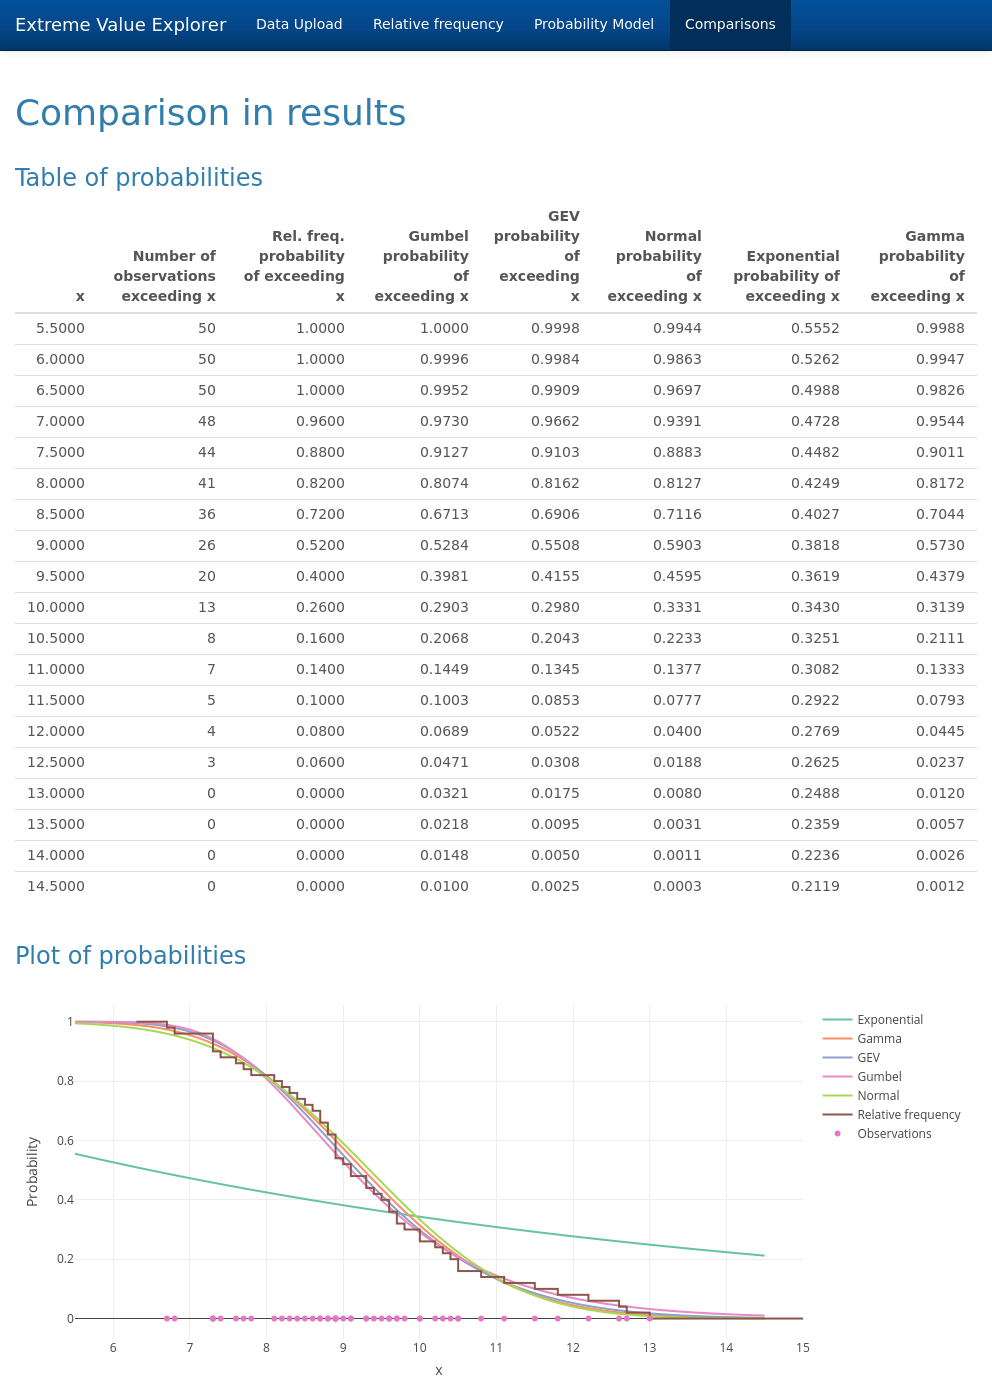 Extreme Value Explorer Data Upload Relative frequency Probability Model Comparisons
Comparison in results
Table of probabilities
x Number of observations exceeding x Rel. freq. probability of exceeding x Gumbel probability of exceeding x GEV probability of exceeding x Normal probability of exceeding x Exponential probability of exceeding x Gamma probability of exceeding x
5.5000 50 1.0000 1.0000 0.9998 0.9944 0.5552 0.9988
6.0000 50 1.0000 0.9996 0.9984 0.9863 0.5262 0.9947
6.5000 50 1.0000 0.9952 0.9909 0.9697 0.4988 0.9826
7.0000 48 0.9600 0.9730 0.9662 0.9391 0.4728 0.9544
7.5000 44 0.8800 0.9127 0.9103 0.8883 0.4482 0.9011
8.0000 41 0.8200 0.8074 0.8162 0.8127 0.4249 0.8172
8.5000 36 0.7200 0.6713 0.6906 0.7116 0.4027 0.7044
9.0000 26 0.5200 0.5284 0.5508 0.5903 0.3818 0.5730
9.5000 20 0.4000 0.3981 0.4155 0.4595 0.3619 0.4379
10.0000 13 0.2600 0.2903 0.2980 0.3331 0.3430 0.3139
10.5000 8 0.1600 0.2068 0.2043 0.2233 0.3251 0.2111
11.0000 7 0.1400 0.1449 0.1345 0.1377 0.3082 0.1333
11.5000 5 0.1000 0.1003 0.0853 0.0777 0.2922 0.0793
12.0000 4 0.0800 0.0689 0.0522 0.0400 0.2769 0.0445
12.5000 3 0.0600 0.0471 0.0308 0.0188 0.2625 0.0237
13.0000 0 0.0000 0.0321 0.0175 0.0080 0.2488 0.0120
13.5000 0 0.0000 0.0218 0.0095 0.0031 0.2359 0.0057
14.0000 0 0.0000 0.0148 0.0050 0.0011 0.2236 0.0026
14.5000 0 0.0000 0.0100 0.0025 0.0003 0.2119 0.0012
Plot of probabilities
1
0.8
0.6
0.4
0.2
0
Probability
6 7 8 9 10 11 12 13 14 15
x
Exponential
Gamma
GEV
Gumbel
Normal
Relative frequency
Observations